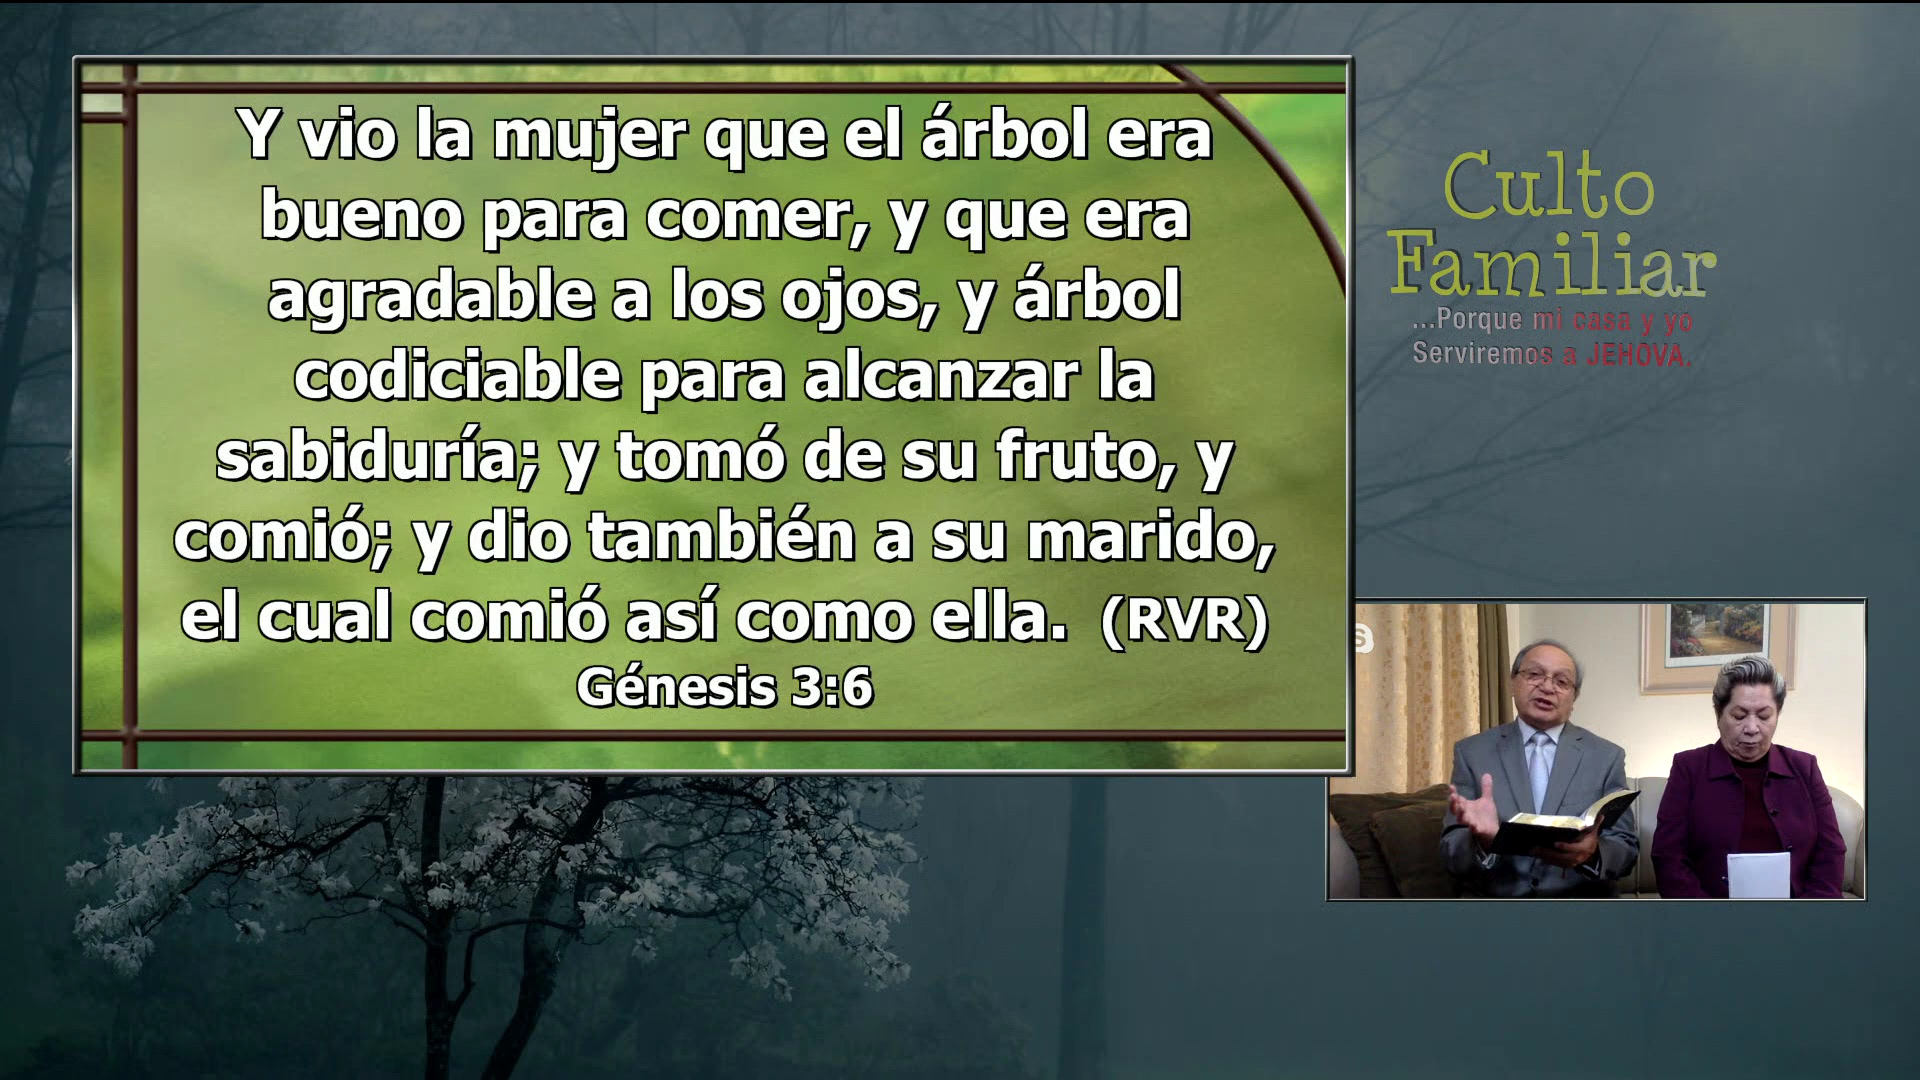 Y vio la mujer que el árbol era
bueno para comer, y que era
agradable a los ojos, y árbol
codiciable para alcanzar la
sabiduría; y tomó de su fruto, y
comió; y dio también a su marido,
el cual comió así como ella. (RVR)
Génesis 3:6
Culto
Familiar
...Porque mi casa y yo
Serviremos a JEHOVA.